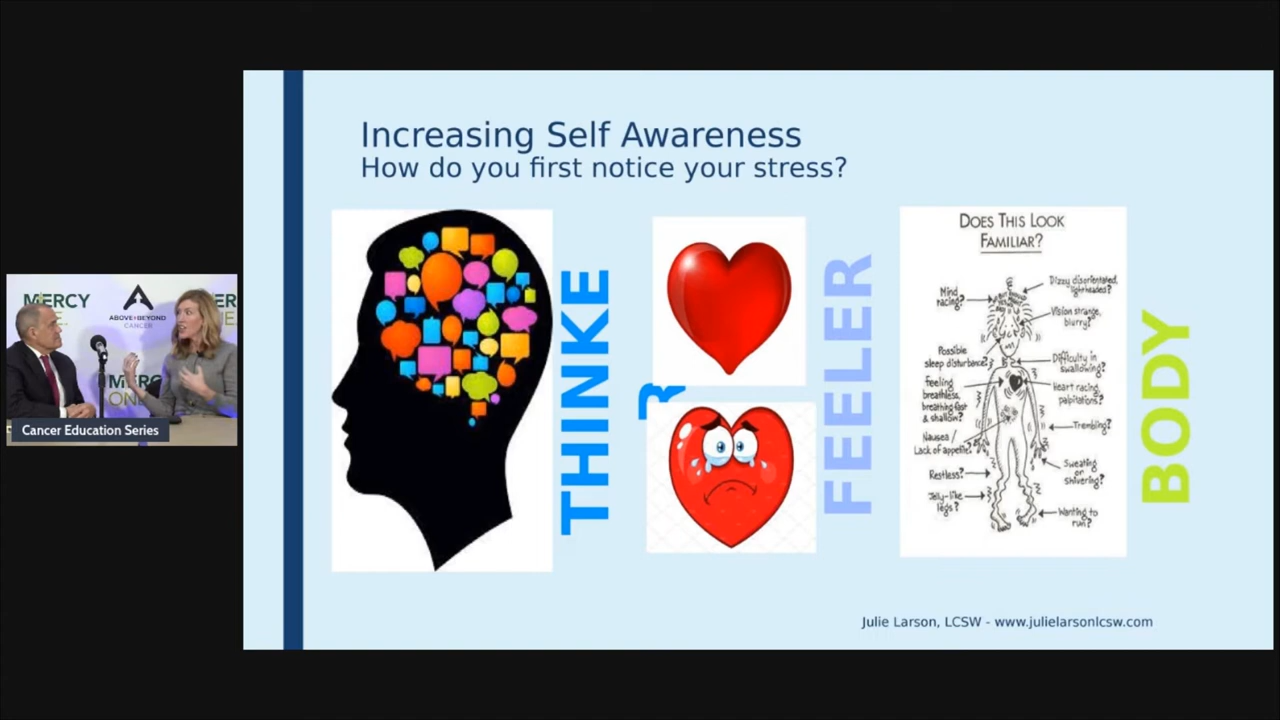 Increasing Self Awareness
How do you first notice your stress?
MERCY
ABOVE+BEYOND
CANCER
Cancer Education Series
THINKE
R
FEELER
DOES THIS LOOK
FAMILIAR?
Mind
racing?
Dizzy disorientated,
lightheaded?
Vision strange,
blurry?
Possible
sleep disturbence?
Difficulty in
swallowing?
feeling
breathless,
breathing fast
& shallow?
Heart racing,
palpitations?
Trembling?
Nausea/
Lack of appetite?
Sweating
or
shivering?
Restless?
Jelly-like
legs?
Wanting to
run?
BODY
Julie Larson, LCSW - www.julielarsonlcsw.com